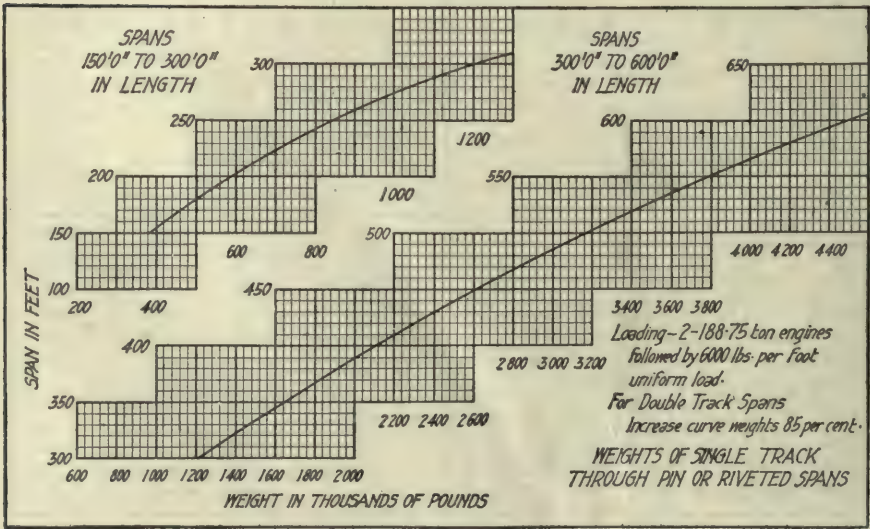 SPANS
150'0" TO 300'0"
IN LENGTH
SPANS
300'0" TO 600'0"
IN LENGTH
300
250
200
150
100
200
400
600
800
1000
1200
650
600
550
500
450
400
350
300
600 800 1000 1200 1400 1600 1800 2000
2200 2400 2600
2800 3000 3200
3400 3600 3800
4000 4200 4400
SPAN IN FEET
WEIGHT IN THOUSANDS OF POUNDS
Loading-2-188.75 ton engines
followed by 6000 lbs. per Foot
uniform load.
For Double Track Spans
Increase curve weights 85 per cent.
WEIGHTS OF SINGLE TRACK
THROUGH PIN OR RIVETED SPANS